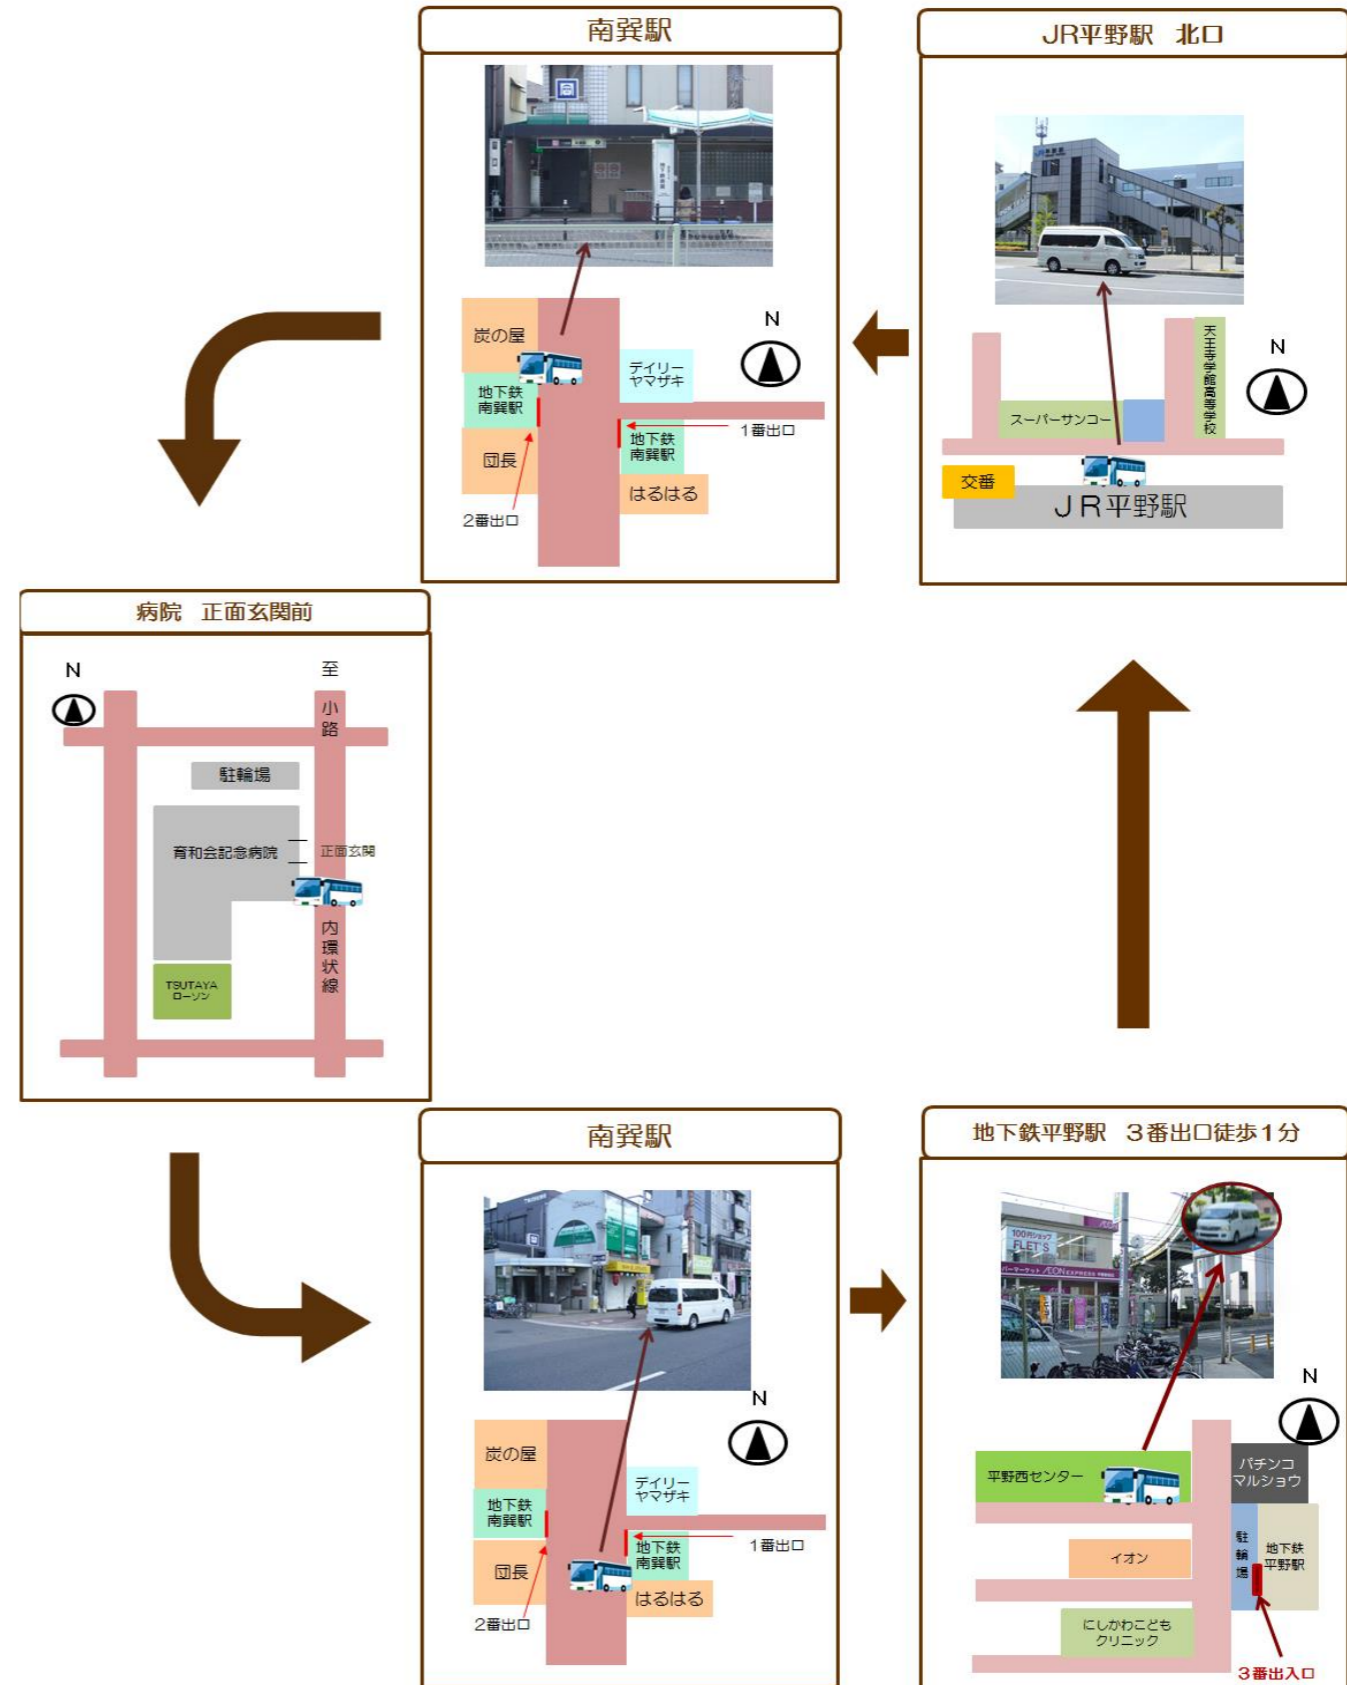 南巽駅
炭の屋
地下鉄
南巽駅
団長
2番出口
N
デイリー
ヤマザキ
1番出口
地下鉄
南巽駅
はるはる
JR平野駅 北口
天王寺学館高等学校
N
スーパーサンコー
交番
JR平野駅
病院 正面玄関前
N
至
小路
駐輪場
育和会記念病院
正面玄関
内環状線
TSUTAYA
ローソン
南巽駅
N
炭の屋
地下鉄
南巽駅
団長
2番出口
デイリー
ヤマザキ
1番出口
地下鉄
南巽駅
はるはる
地下鉄平野駅 3番出口徒歩1分
100円ショップ
FLET'S
N
平野西センター
パチンコ
マルショウ
イオン
駐輪場
地下鉄
平野駅
にしかわこども
クリニック
3番出入口